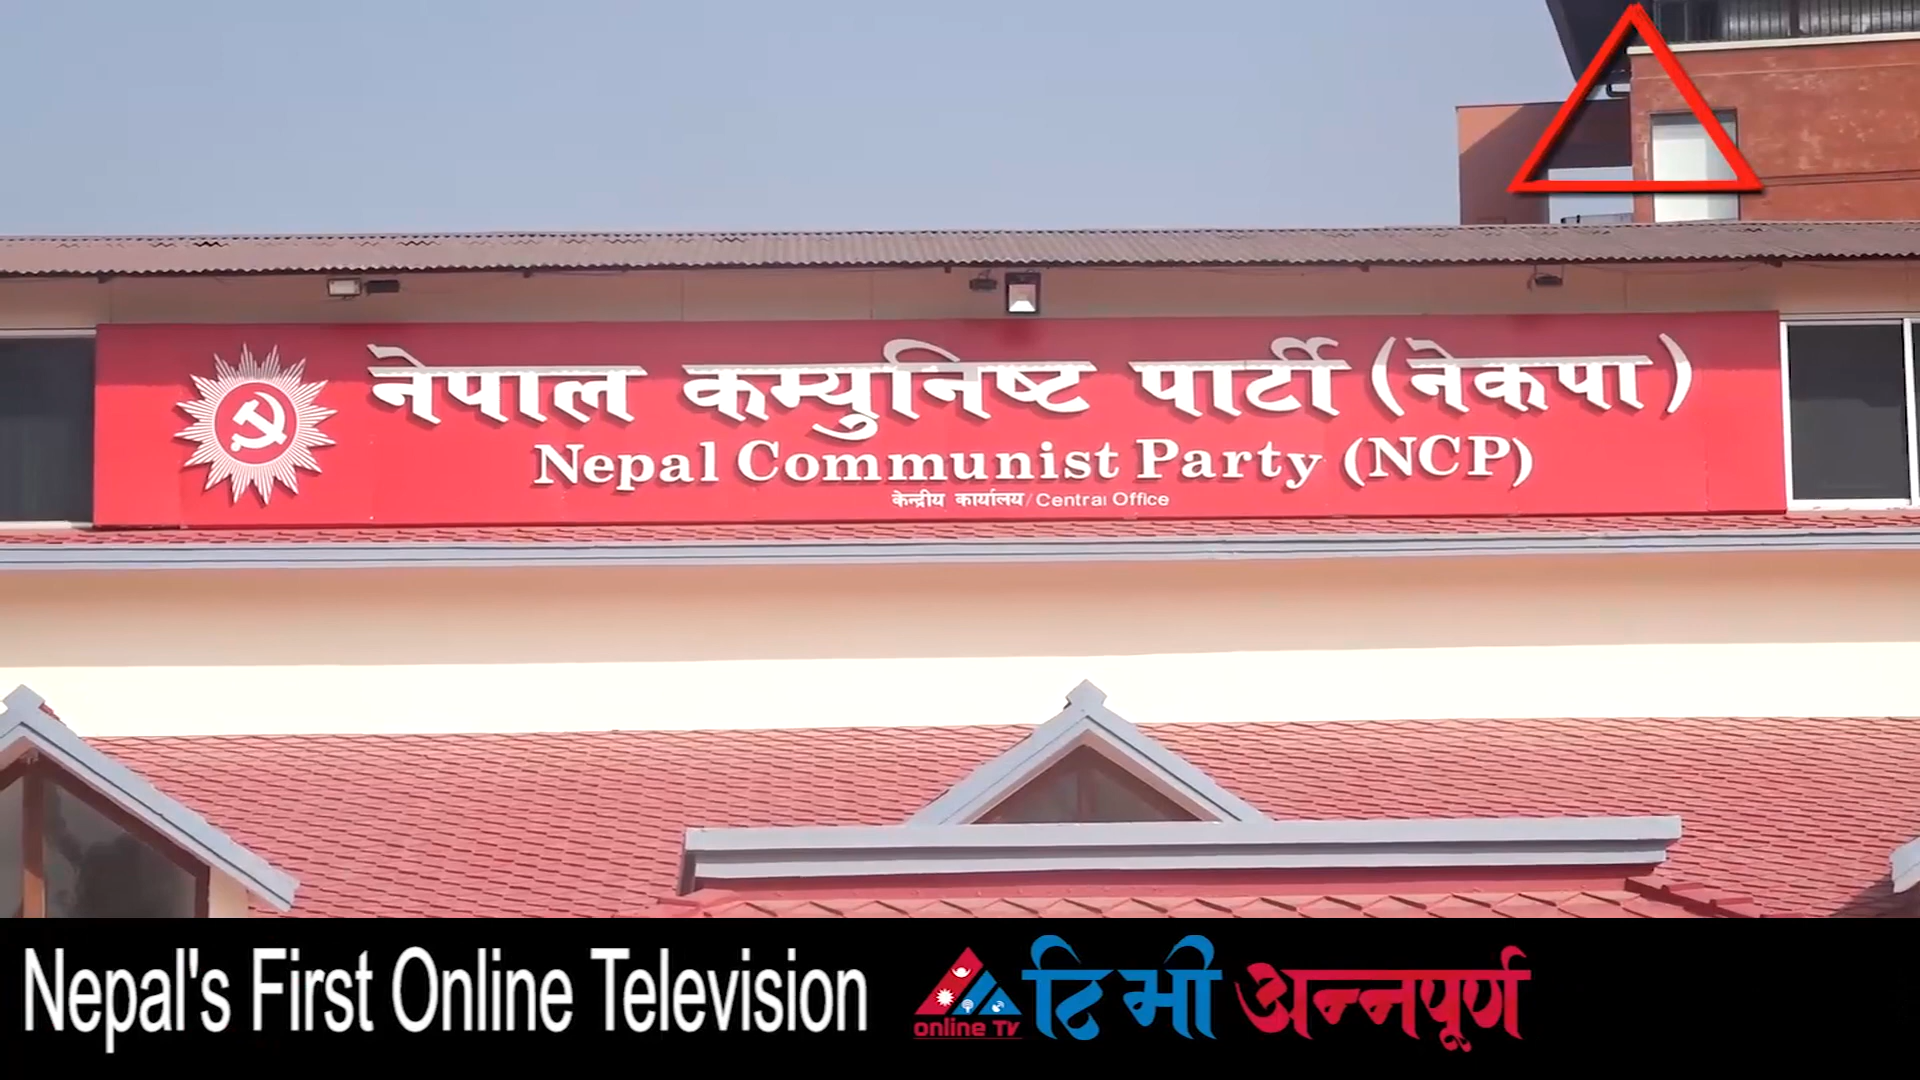 नेपाल कम्युनिष्ट पार्टी (नेकपा)
Nepal Communist Party (NCP)
केन्द्रीय कार्यालय/Central Office
Nepal's First Online Television
online Tv टिभी अन्नपूर्ण